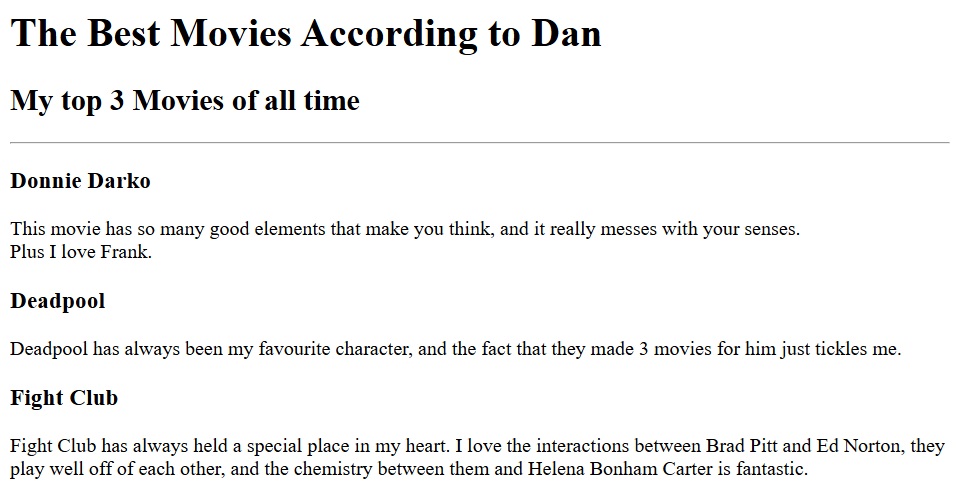 The Best Movies According to Dan
My top 3 Movies of all time
Donnie Darko
This movie has so many good elements that make you think, and it really messes with your senses.
Plus I love Frank.
Deadpool
Deadpool has always been my favourite character, and the fact that they made 3 movies for him just tickles me.
Fight Club
Fight Club has always held a special place in my heart. I love the interactions between Brad Pitt and Ed Norton, they
play well off of each other, and the chemistry between them and Helena Bonham Carter is fantastic.